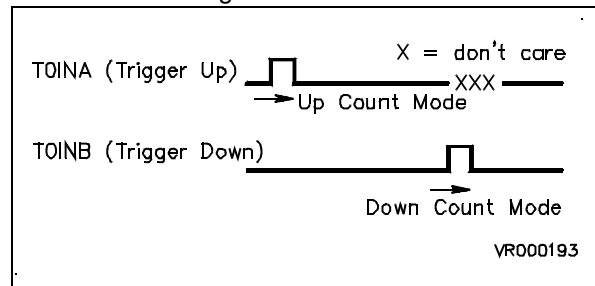 X = don't care
T0INA (Trigger Up)
XXX
Up Count Mode
T0INB (Trigger Down)
Down Count Mode
VR000193